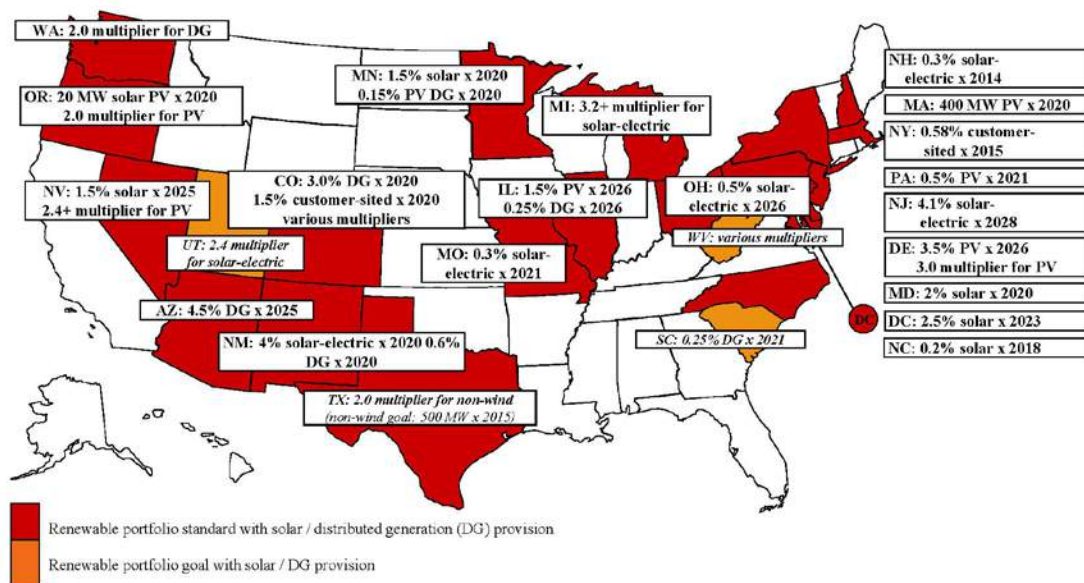 WA: 2.0 multiplier for DG
OR: 20 MW solar PV x 2020
2.0 multiplier for PV
NV: 1.5% solar x 2025
2.4+ multiplier for PV
UT: 2.4 multiplier
for solar-electric
AZ: 4.5% DG x 2025
MN: 1.5% solar x 2020
0.15% PV DG x 2020
CO: 3.0% DG x 2020
1.5% customer-sited x 2020
various multipliers
NM: 4% solar-electric x 2020 0.6%
DG x 2020
TX: 2.0 multiplier for non-wind
(non-wind goal: 500 MW x 2015)
MI: 3.2+ multiplier for
solar-electric
IL: 1.5% PV x 2026
0.25% DG x 2026
MO: 0.3% solar-
electric x 2021
OH: 0.5% solar-
electric x 2026
WV: various multipliers
SC: 0.25% DG x 2021
DC
NH: 0.3% solar-
electric x 2014
MA: 400 MW PV x 2020
NY: 0.58% customer-
sited x 2015
PA: 0.5% PV x 2021
NJ: 4.1% solar-
electric x 2028
DE: 3.5% PV x 2026
3.0 multiplier for PV
MD: 2% solar x 2020
DC: 2.5% solar x 2023
NC: 0.2% solar x 2018
Renewable portfolio standard with solar / distributed generation (DG) provision
Renewable portfolio goal with solar / DG provision